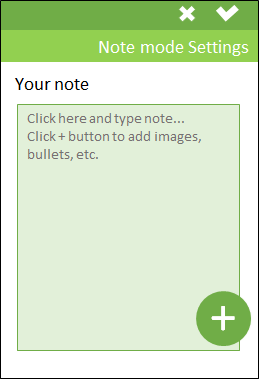 Note mode Settings
Your note
Click here and type note...
Click + button to add images,
bullets, etc.